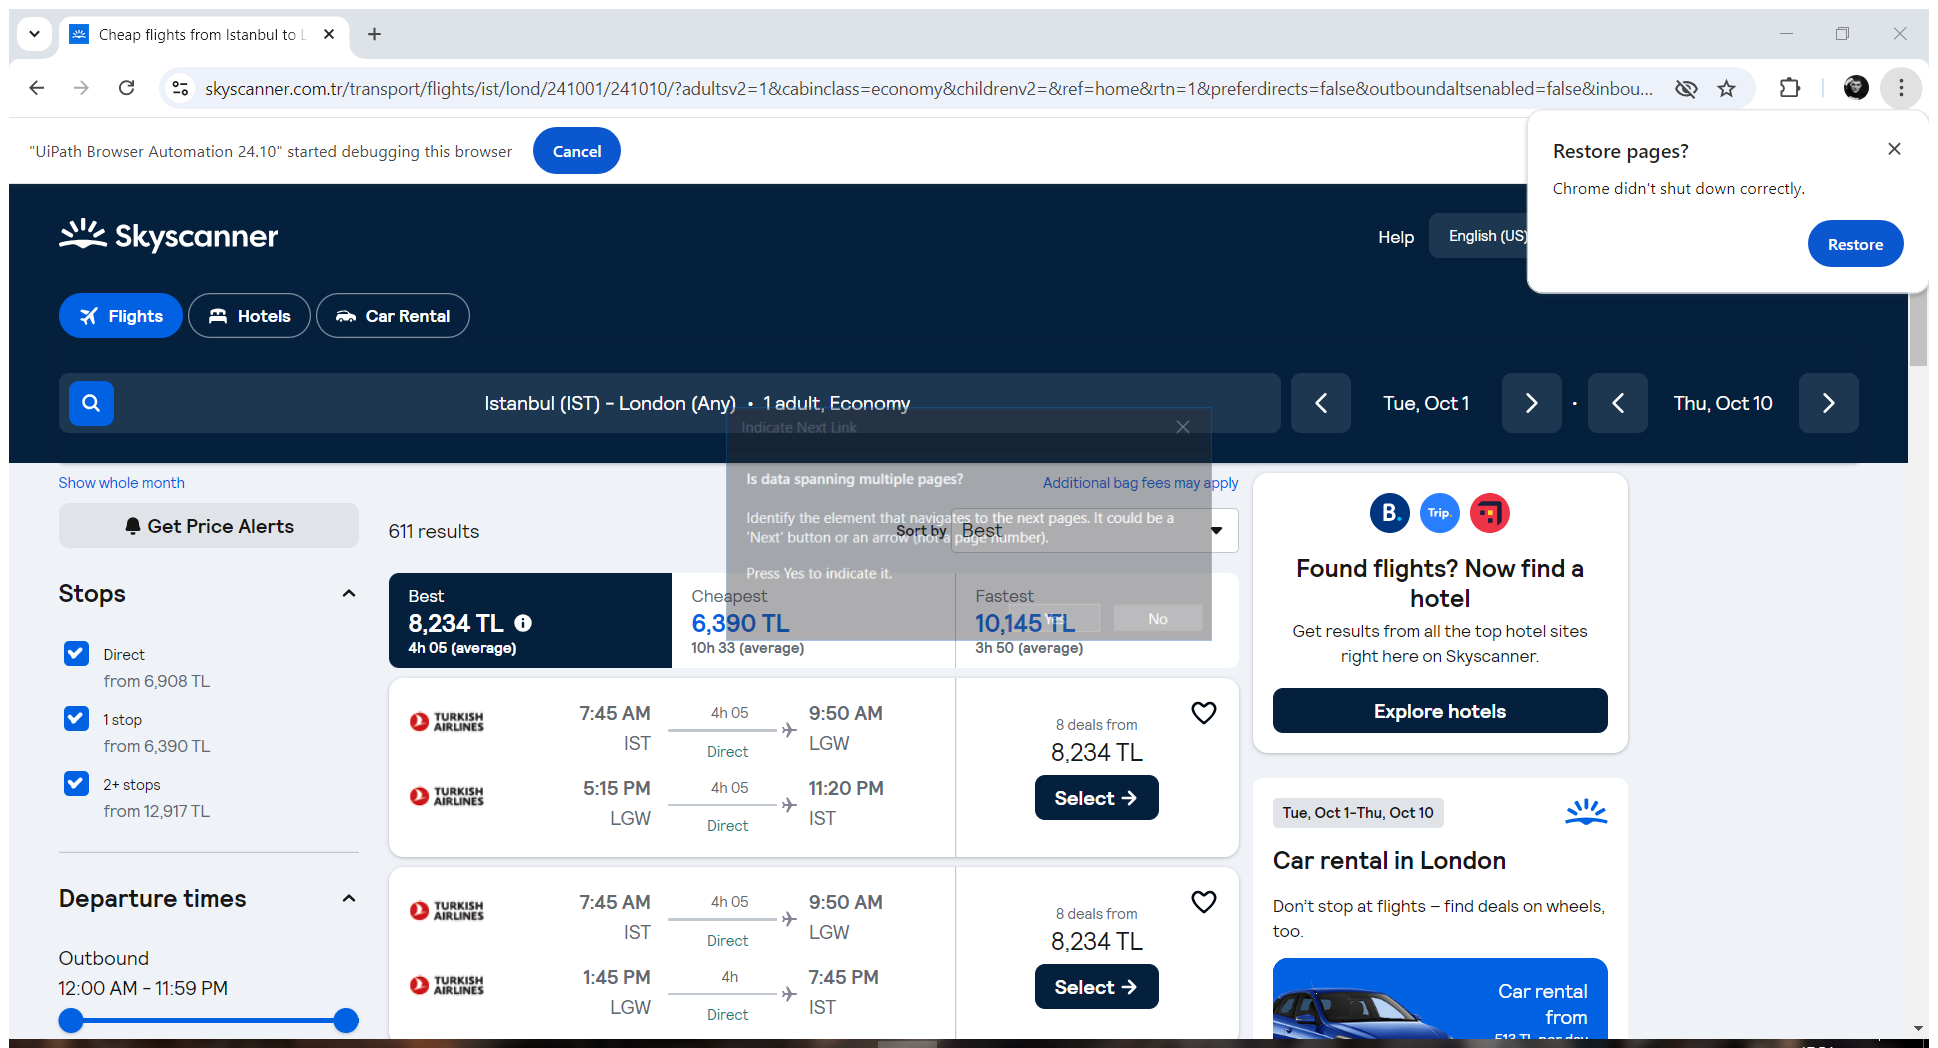 Cheap flights from Istanbul to L
skyscanner.com.tr/transport/flights/ist/lond/241001/241010/?adultsv2=1&cabinclass=economy&childrenv2=&ref=home&rtn=1&preferdirects=false&outboundaltsenabled=false&inbou...
"UiPath Browser Automation 24.10" started debugging this browser
Cancel
Restore pages?
Chrome didn't shut down correctly.
Restore
Skyscanner
Help
English (US)
Flights
Hotels
Car Rental
Istanbul (IST) - London (Any) • 1 adult, Economy
Tue, Oct 1
Thu, Oct 10
Indicate Next Link
Is data spanning multiple pages?
Identify the element that navigates to the next pages. It could be a
'Next' button or an arrow (not a page number).
Press Yes to indicate it.
Yes
No
Show whole month
Additional bag fees may apply
Get Price Alerts
611 results
Sort by
Best
Stops
Direct
from 6,908 TL
1 stop
from 6,390 TL
2+ stops
from 12,917 TL
Departure times
Outbound
12:00 AM - 11:59 PM
Best
8,234 TL
4h 05 (average)
Cheapest
6,390 TL
10h 33 (average)
Fastest
10,145 TL
3h 50 (average)
TURKISH
AIRLINES
7:45 AM
IST
4h 05
Direct
9:50 AM
LGW
TURKISH
AIRLINES
5:15 PM
LGW
4h 05
Direct
11:20 PM
IST
8 deals from
8,234 TL
Select →
TURKISH
AIRLINES
7:45 AM
IST
4h 05
Direct
9:50 AM
LGW
TURKISH
AIRLINES
1:45 PM
LGW
4h
Direct
7:45 PM
IST
8 deals from
8,234 TL
Select →
B.
Trip.
Found flights? Now find a
hotel
Get results from all the top hotel sites
right here on Skyscanner.
Explore hotels
Tue, Oct 1-Thu, Oct 10
Car rental in London
Don't stop at flights – find deals on wheels,
too.
Car rental
from
513 TL per day